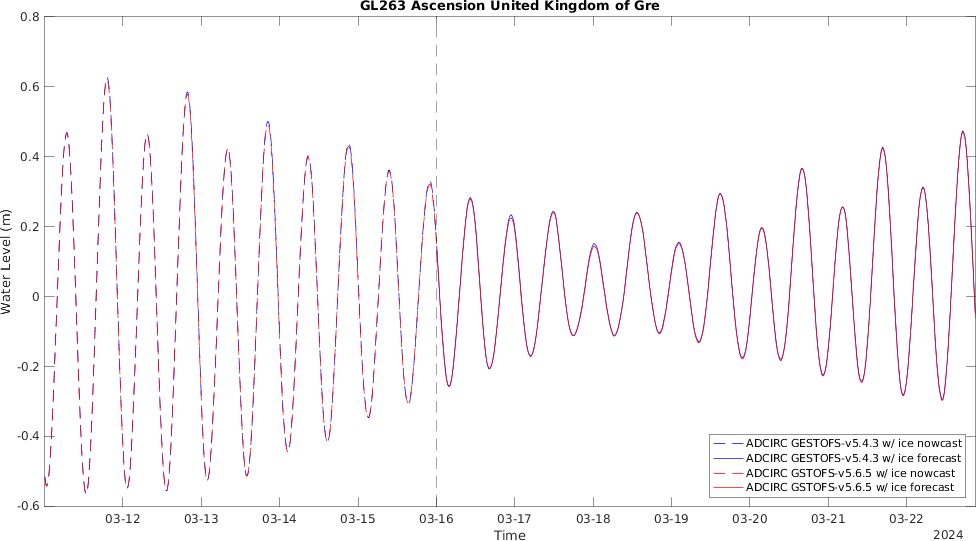 GL263 Ascension United Kingdom of Gre
0.8
0.6
0.4
0.2
0
-0.2
-0.4
-0.6
Water Level (m)
ADCIRC GESTOFS-v5.4.3 w/ ice nowcast
ADCIRC GESTOFS-v5.4.3 w/ ice forecast
ADCIRC GSTOFS-v5.6.5 w/ ice nowcast
ADCIRC GSTOFS-v5.6.5 w/ ice forecast
03-12 03-13 03-14 03-15 03-16 03-17 03-18 03-19 03-20 03-21 03-22
Time
2024